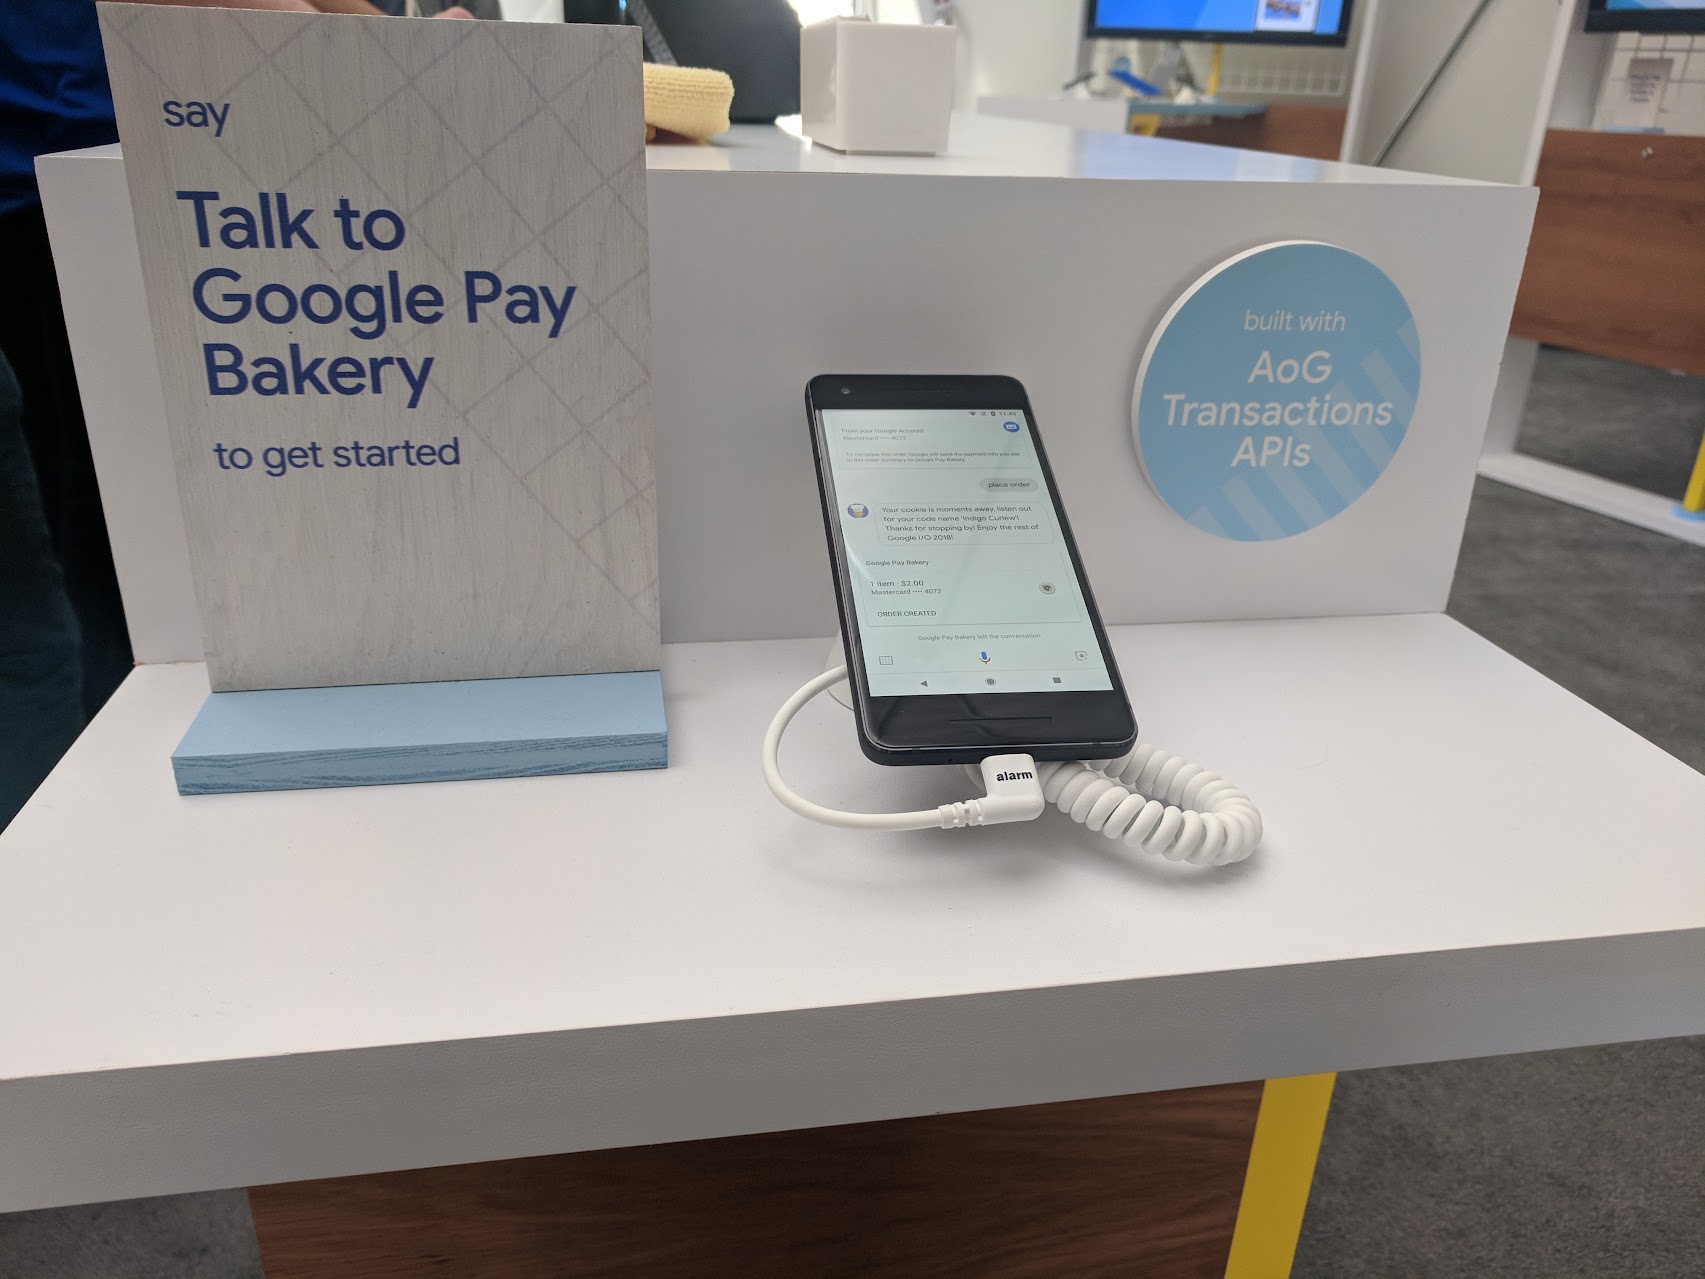 say
Talk to
Google Pay
Bakery
to get started
built with
AoG
Transactions
APIs
11:43
From your Google Account
Mastercard •••• 4072
To complete this order, Google will send the payment info you see
in this order summary to Google Pay Bakery
place order
Your cookie is moments away, listen out
for your code name 'Indigo Curlew'!
Thanks for stopping by! Enjoy the rest of
Google I/O 2018!
Google Pay Bakery
1 item · $2.00
Mastercard •••• 4072
ORDER CREATED
Google Pay Bakery left the conversation
alarm